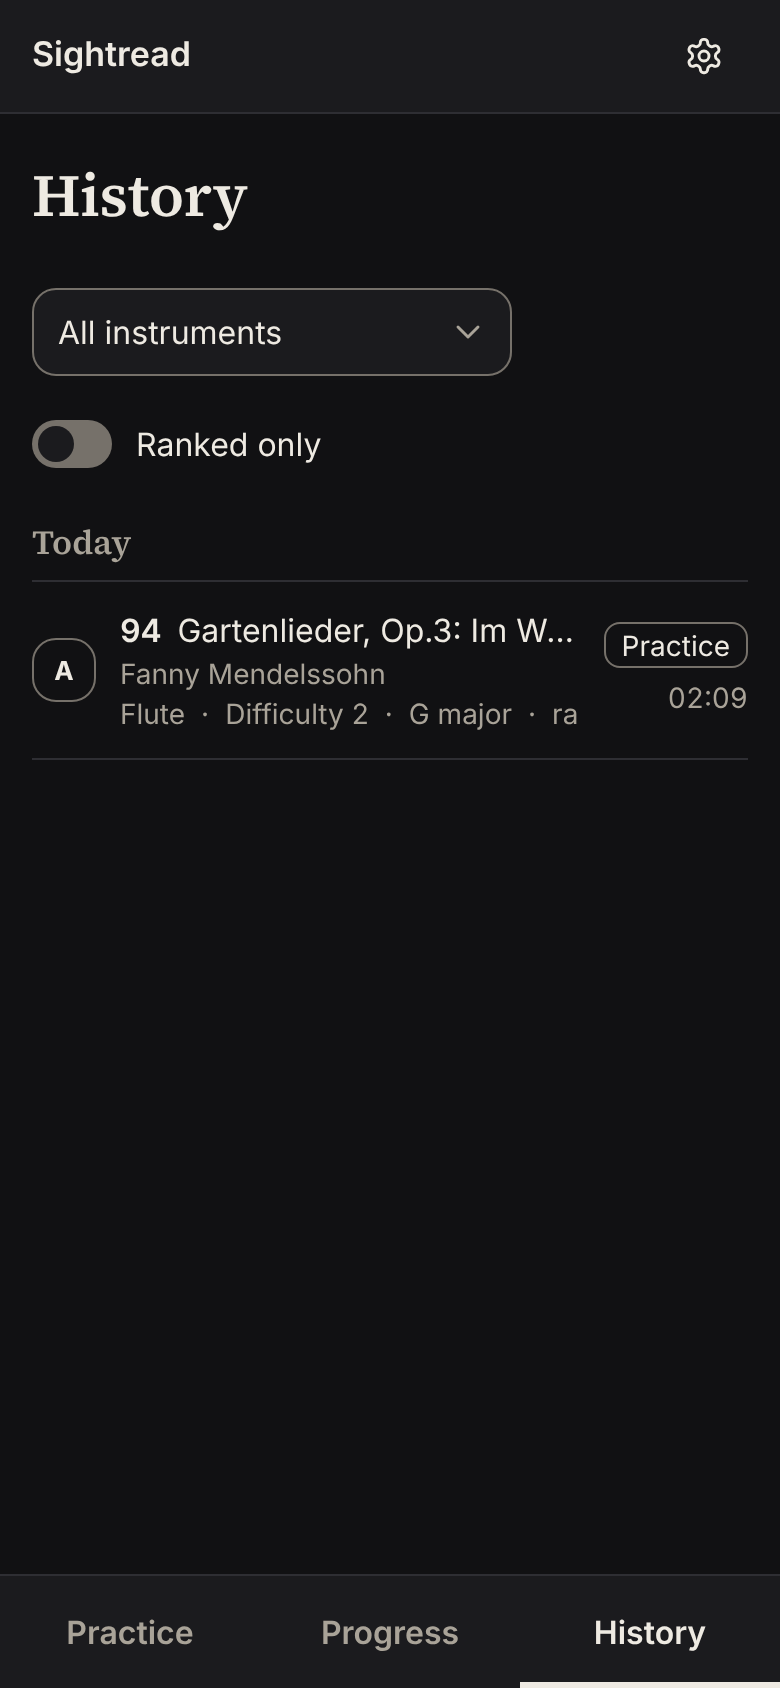 Sightread
History
All instruments
Ranked only
Today
A
94 Gartenlieder, Op.3: Im W...
Practice
Fanny Mendelssohn
02:09
Flute · Difficulty 2 · G major · ra
Practice Progress History